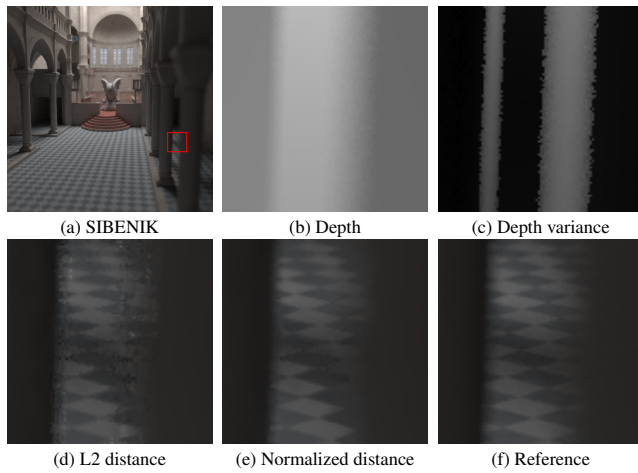 (a) SIBENIK
(b) Depth
(c) Depth variance
(d) L2 distance
(e) Normalized distance
(f) Reference